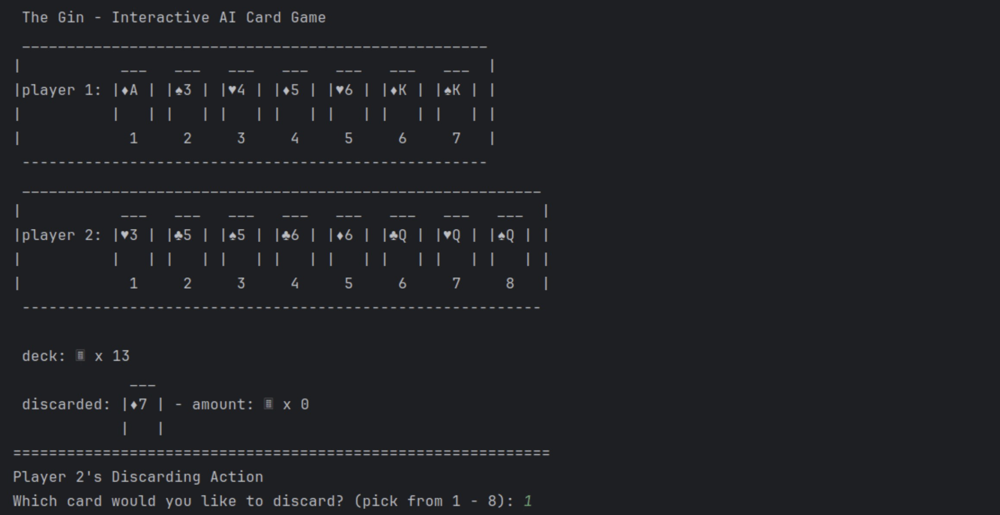 The Gin - Interactive AI Card Game
 ____________________________________________________
|           ___   ___   ___   ___   ___   ___   ___  |
|player 1: |♦A | |♠3 | |♥4 | |♦5 | |♥6 | |♦K | |♠K | |
|          |   | |   | |   | |   | |   | |   | |   | |
|            1     2     3     4     5     6     7   |
 ----------------------------------------------------
 __________________________________________________________
|           ___   ___   ___   ___   ___   ___   ___   ___  |
|player 2: |♥3 | |♣5 | |♠5 | |♣6 | |♦6 | |♣Q | |♥Q | |♠Q | |
|          |   | |   | |   | |   | |   | |   | |   | |   | |
|            1     2     3     4     5     6     7     8   |
 ----------------------------------------------------------
 deck: 🂠 x 13
             ___
 discarded: |♦7 | - amount: 🂠 x 0
            |   |
============================================================
Player 2's Discarding Action
Which card would you like to discard? (pick from 1 - 8): 1